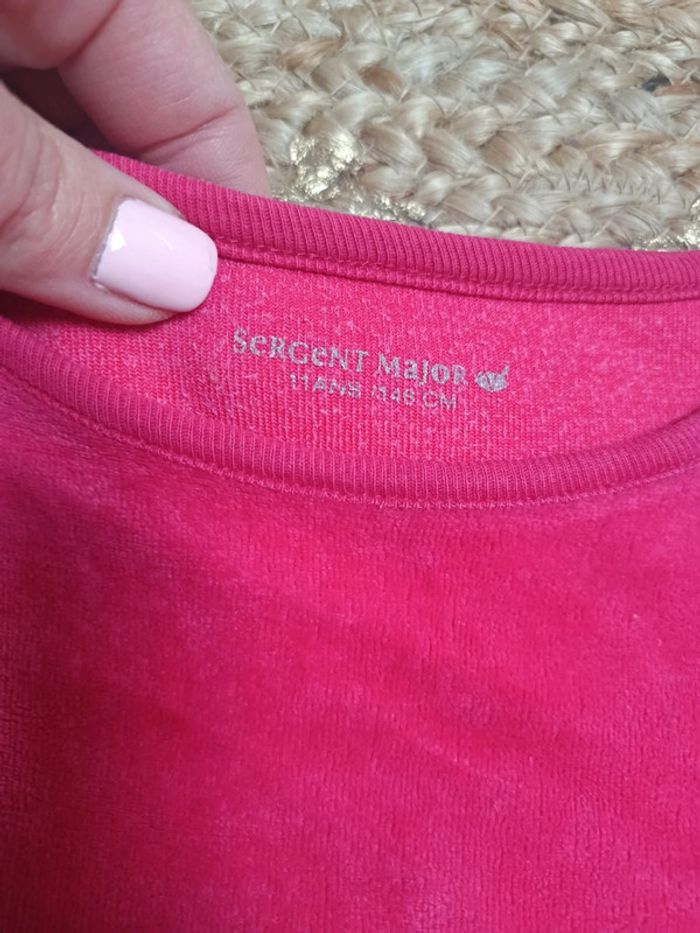 SeRGeNT MaJoR
11ANS /146 CM